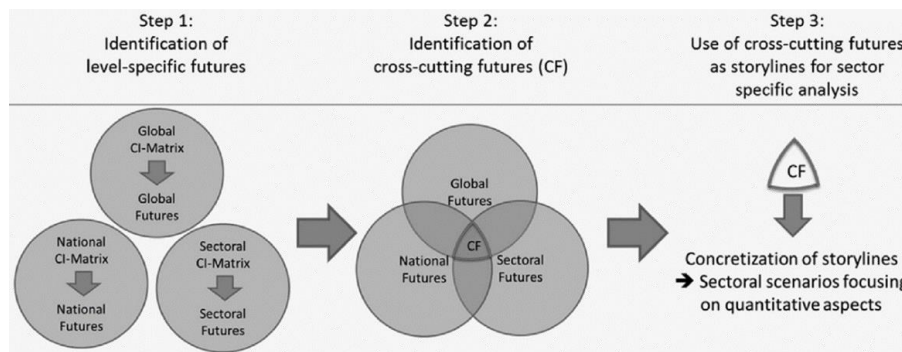 Step 1:
Identification of
level-specific futures
Step 2:
Identification of
cross-cutting futures (CF)
Step 3:
Use of cross-cutting futures
as storylines for sector
specific analysis
Global
CI-Matrix
Global
Futures
National
CI-Matrix
National
Futures
Sectoral
CI-Matrix
Sectoral
Futures
Global
Futures
CF
National
Futures
Sectoral
Futures
CF
Concretization of storylines
➔ Sectoral scenarios focusing
on quantitative aspects